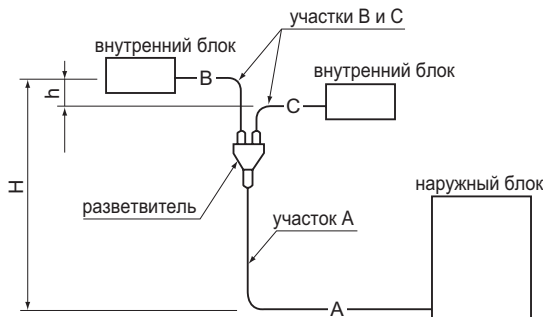 участки В и С
внутренний блок
внутренний блок
В
С
h
H
разветвитель
наружный блок
участок А
А